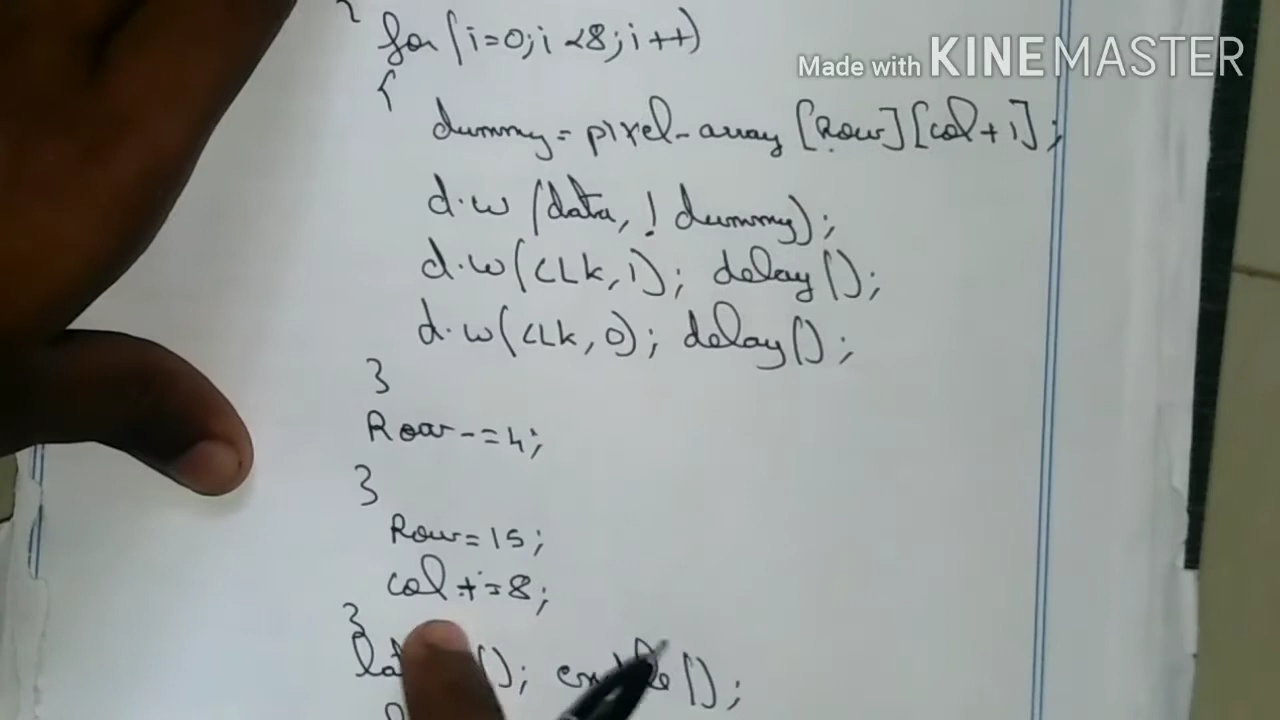 {
for(i=0;i<8;i++)
Made with KINEMASTER
{
dummy=pixel-array[Row][col+i];
d.w(data,!dummy);
d.w(CLK,1); delay();
d.w(CLK,0); delay();
}
Row-=4;
}
Row=15;
col+=8;
}